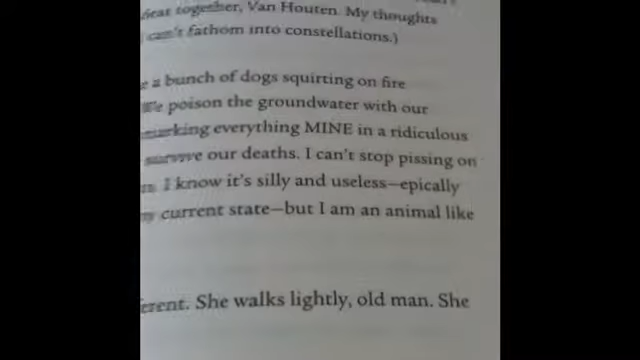 together, Van Houten. My thoughts
can't fathom into constellations.)
a bunch of dogs squirting on fire
We poison the groundwater with our
marking everything MINE in a ridiculous
survive our deaths. I can't stop pissing on
I know it's silly and useless—epically
my current state—but I am an animal like
erent. She walks lightly, old man. She